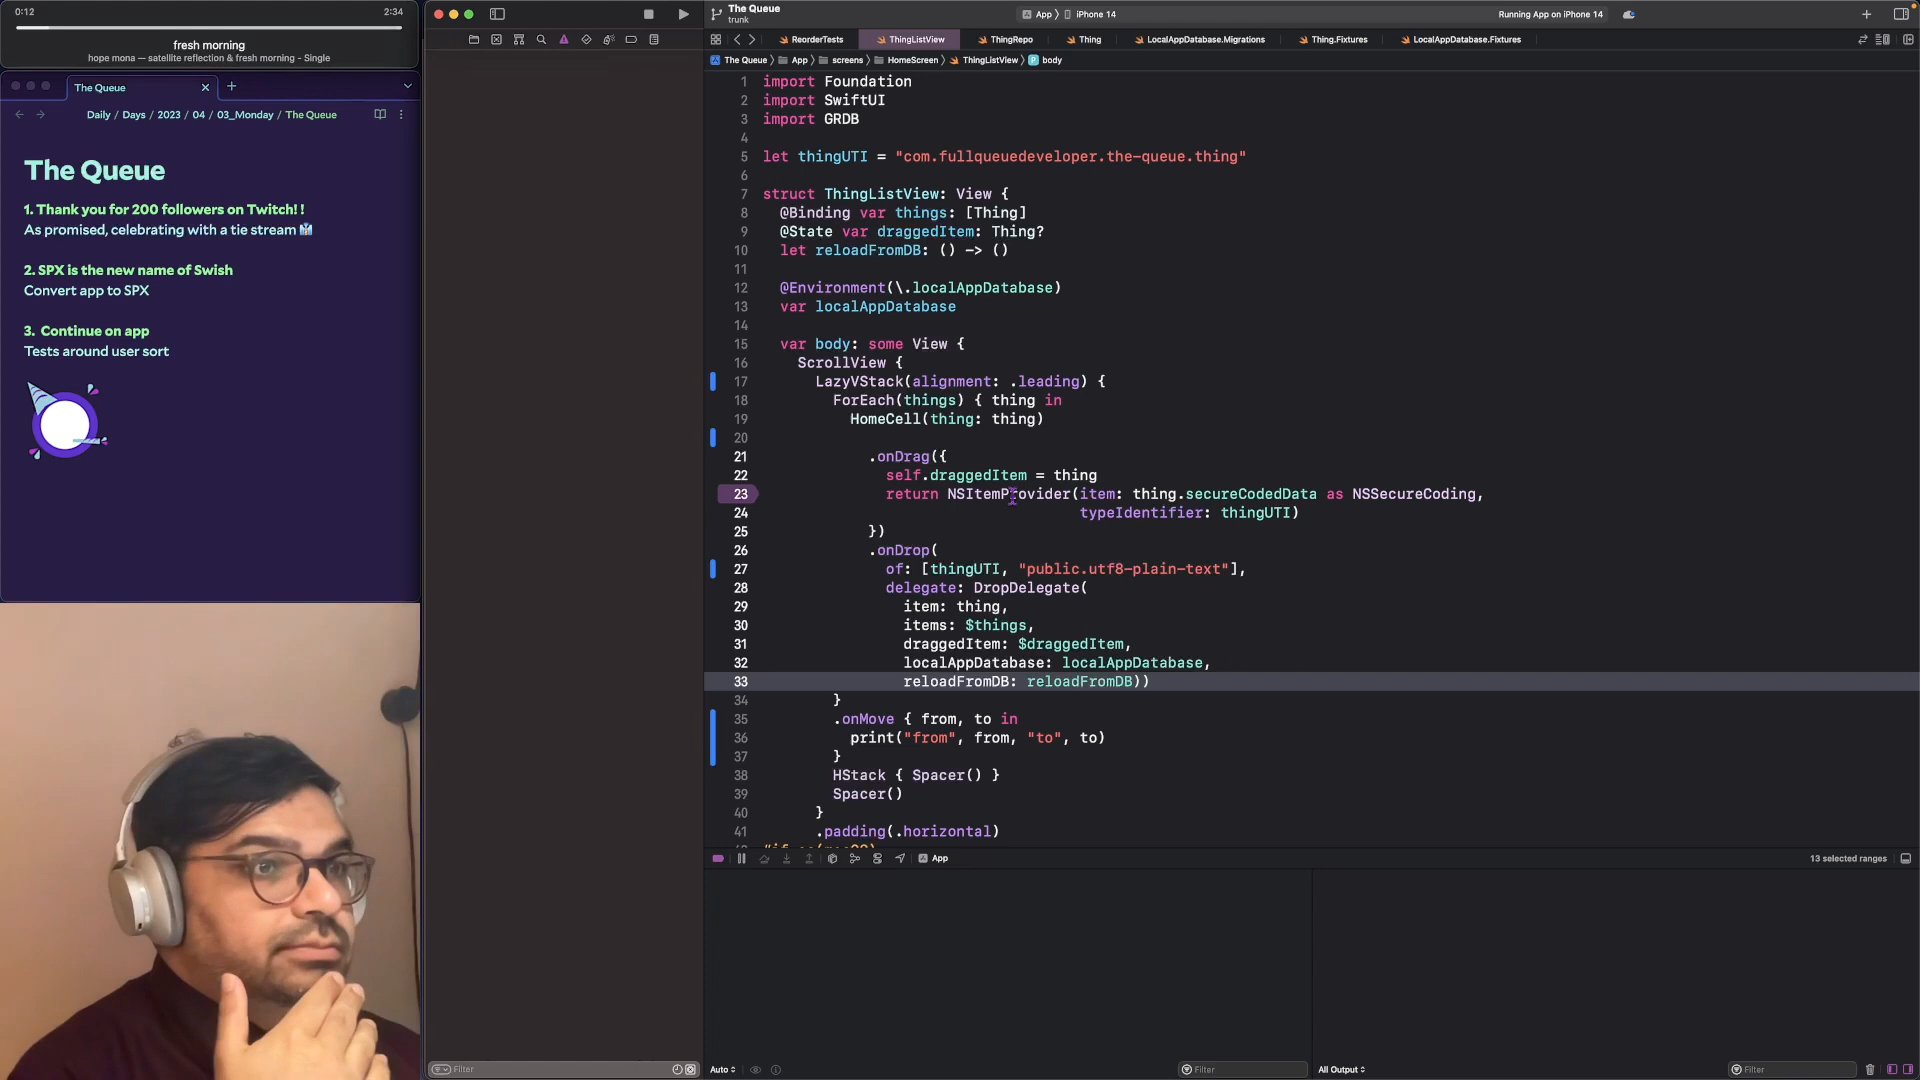 0:12
2:34
fresh morning
hope mona — satellite reflection & fresh morning - Single
The Queue
Daily / Days / 2023 / 04 / 03_Monday / The Queue
The Queue
1. Thank you for 200 followers on Twitch! !
As promised, celebrating with a tie stream 👔
2. SPX is the new name of Swish
Convert app to SPX
3. Continue on app
Tests around user sort
The Queue
trunk
App
iPhone 14
Running App on iPhone 14
ReorderTests
ThingListView
ThingRepo
Thing
LocalAppDatabase.Migrations
Thing.Fixtures
LocalAppDatabase.Fixtures
The Queue
App
screens
HomeScreen
ThingListView
P body
1 import Foundation
2 import SwiftUI
3 import GRDB
4
5 let thingUTI = "com.fullqueuedeveloper.the-queue.thing"
6
7 struct ThingListView: View {
8 @Binding var things: [Thing]
9 @State var draggedItem: Thing?
10 let reloadFromDB: () -> ()
11
12 @Environment(\.localAppDatabase)
13 var localAppDatabase
14
15 var body: some View {
16 ScrollView {
17 LazyVStack(alignment: .leading) {
18 ForEach(things) { thing in
19 HomeCell(thing: thing)
20
21 .onDrag({
22 self.draggedItem = thing
23 return NSItemProvider(item: thing.secureCodedData as NSSecureCoding,
24 typeIdentifier: thingUTI)
25 })
26 .onDrop(
27 of: [thingUTI, "public.utf8-plain-text"],
28 delegate: DropDelegate(
29 item: thing,
30 items: $things,
31 draggedItem: $draggedItem,
32 localAppDatabase: localAppDatabase,
33 reloadFromDB: reloadFromDB))
34 }
35 .onMove { from, to in
36 print("from", from, "to", to)
37 }
38 HStack { Spacer() }
39 Spacer()
40 }
41 .padding(.horizontal)
App
13 selected ranges
Filter
Auto
Filter
All Output
Filter